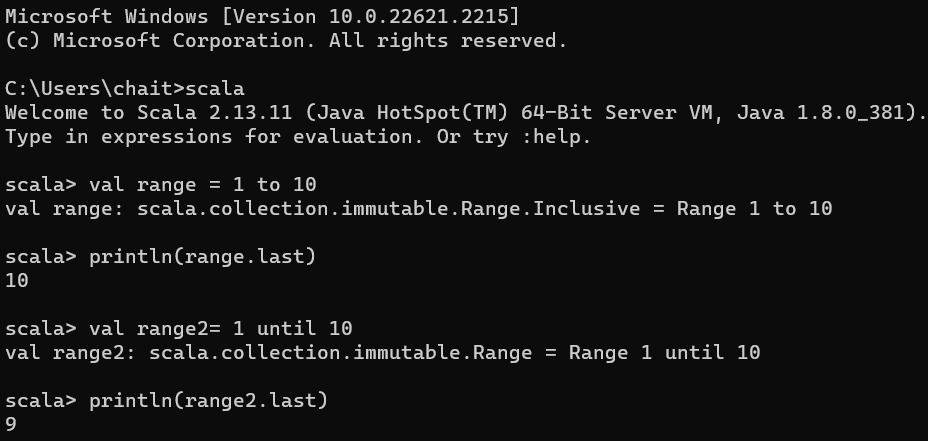 Microsoft Windows [Version 10.0.22621.2215]
(c) Microsoft Corporation. All rights reserved.
C:\Users\chait>scala
Welcome to Scala 2.13.11 (Java HotSpot(TM) 64-Bit Server VM, Java 1.8.0_381).
Type in expressions for evaluation. Or try :help.
scala> val range = 1 to 10
val range: scala.collection.immutable.Range.Inclusive = Range 1 to 10
scala> println(range.last)
10
scala> val range2= 1 until 10
val range2: scala.collection.immutable.Range = Range 1 until 10
scala> println(range2.last)
9